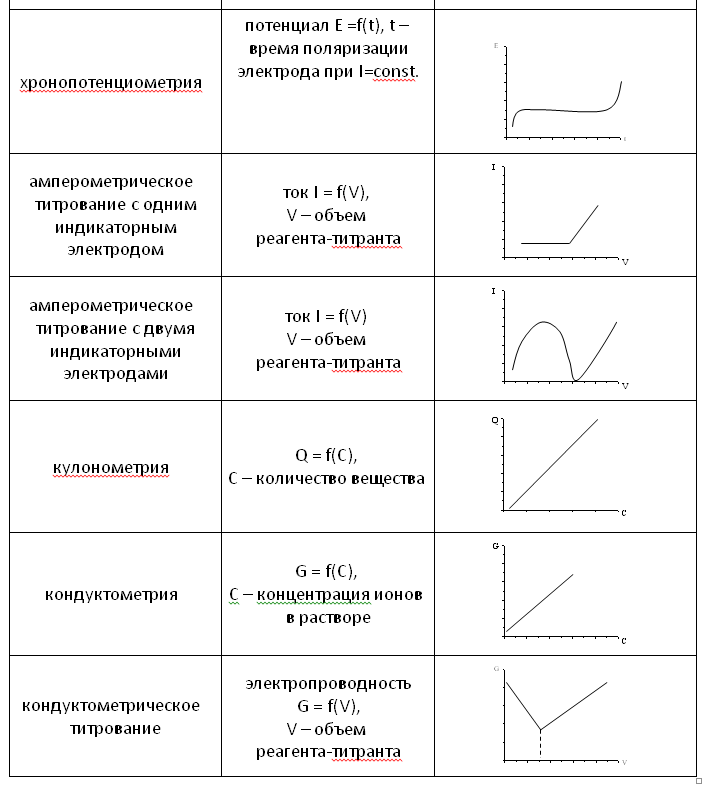 хронопотенциометрия
потенциал E =f(t), t –
время поляризации
электрода при I=const.
E
t
амперометрическое
титрование с одним
индикаторным
электродом
ток I = f(V),
V – объем
реагента-титранта
I
V
амперометрическое
титрование с двумя
индикаторными
электродами
ток I = f(V)
V – объем
реагента-титранта
I
V
кулонометрия
Q = f(C),
C – количество вещества
Q
C
кондуктометрия
G = f(C),
C – концентрация ионов
в растворе
G
C
кондуктометрическое
титрование
электропроводность
G = f(V),
V – объем
реагента-титранта
G
V